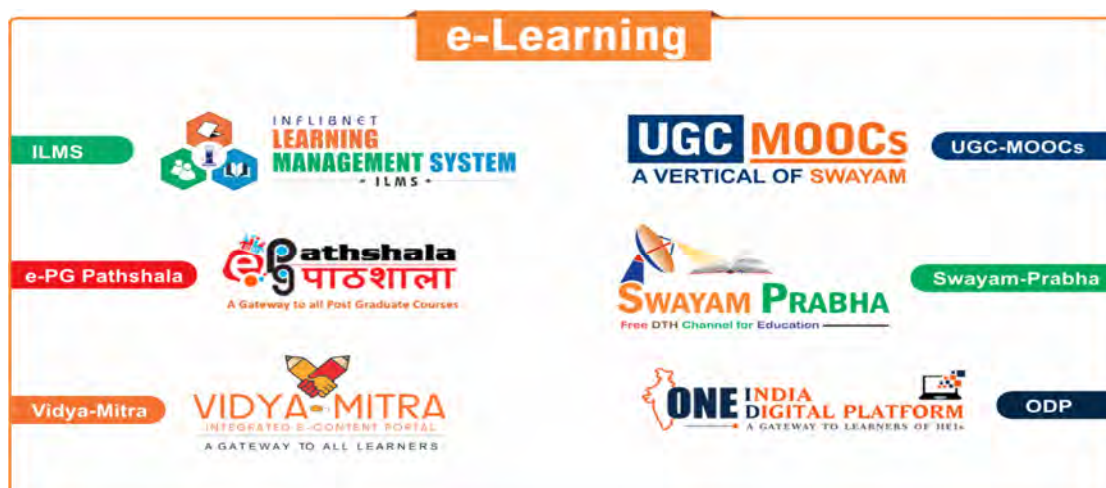 e-Learning
ILMS
INFLIBNET
LEARNING
MANAGEMENT SYSTEM
- ILMS -
UGC MOOCs
A VERTICAL OF SWAYAM
UGC-MOOCs
e-PG Pathshala
ePG Pathshala
पाठशाला
A Gateway to all Post Graduate Courses
SWAYAM PRABHA
Free DTH Channel for Education
Swayam-Prabha
Vidya-Mitra
VIDYA-MITRA
INTEGRATED E-CONTENT PORTAL
A GATEWAY TO ALL LEARNERS
ONE INDIA
DIGITAL PLATFORM
A GATEWAY TO LEARNERS OF HEIs
ODP